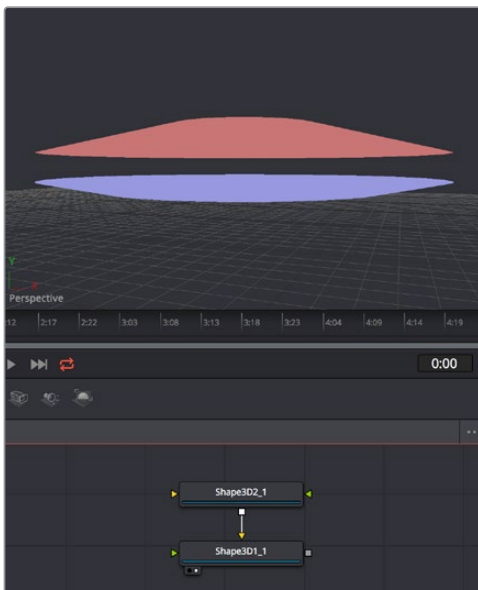 Y
X
Perspective
:12 2:17 2:22 3:03 3:08 3:13 3:18 3:23 4:04 4:09 4:14 4:19
0:00
Shape3D2_1
Shape3D1_1